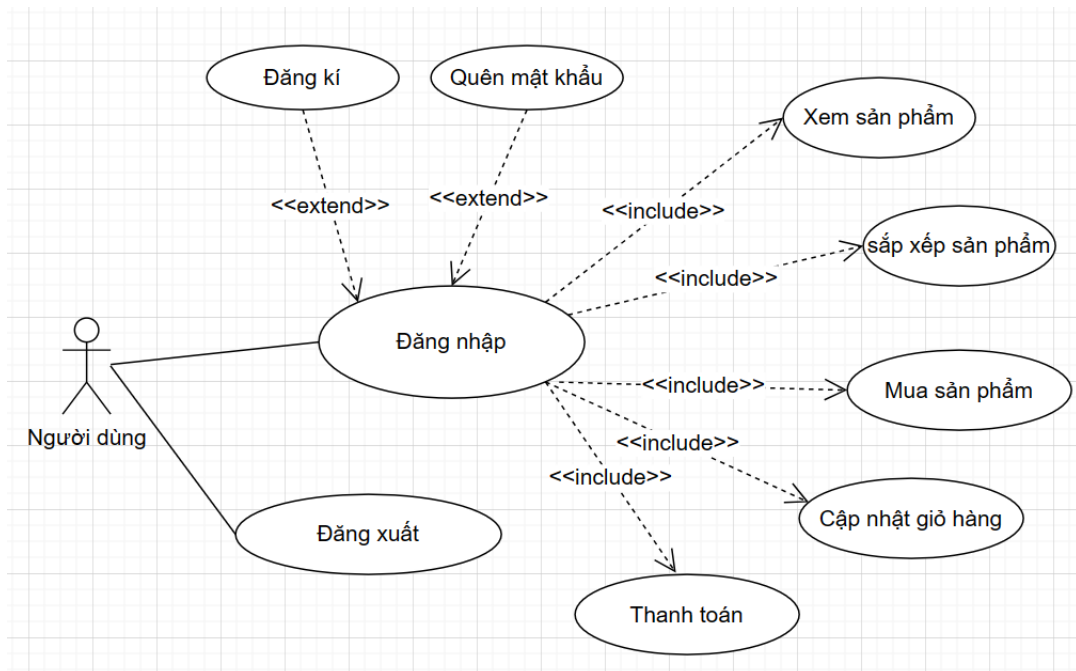 Đăng kí
Quên mật khẩu
Xem sản phẩm
<<extend>>
<<extend>>
<<include>>
sắp xếp sản phẩm
<<include>>
Đăng nhập
Người dùng
<<include>>
Mua sản phẩm
<<include>>
<<include>>
Cập nhật giỏ hàng
Đăng xuất
Thanh toán